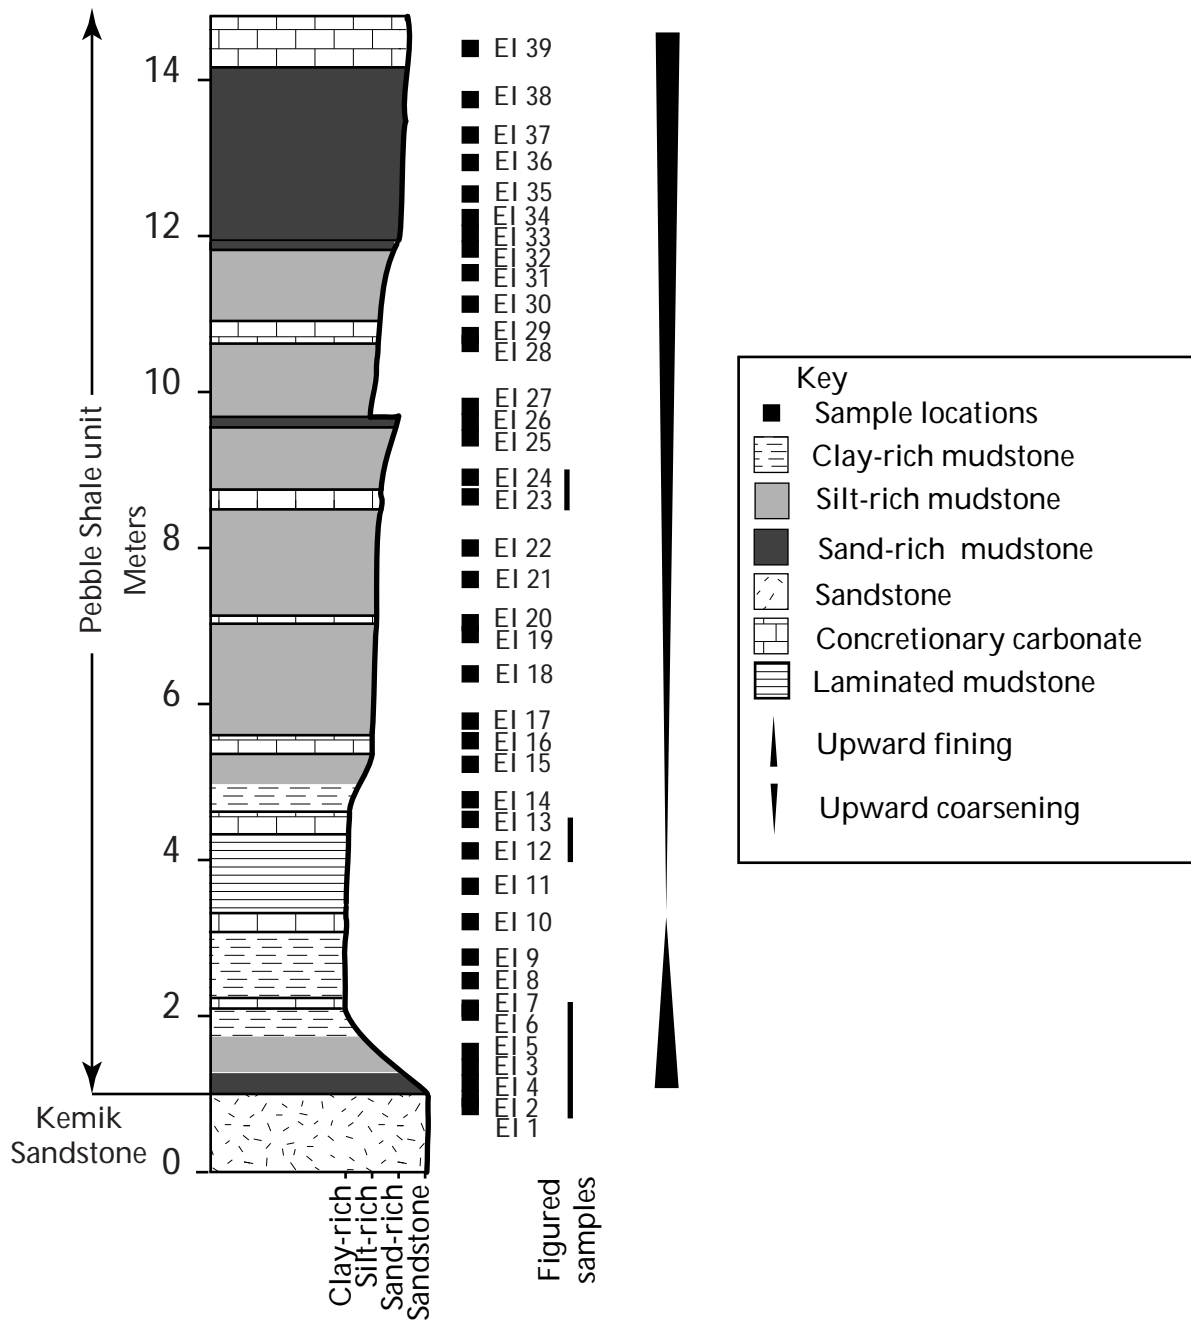 Pebble Shale unit
Meters
14
12
10
8
6
4
2
0
Kemik
Sandstone
Clay-rich
Silt-rich
Sand-rich
Sandstone
EI 39
EI 38
EI 37
EI 36
EI 35
EI 34
EI 33
EI 32
EI 31
EI 30
EI 29
EI 28
EI 27
EI 26
EI 25
EI 24
EI 23
EI 22
EI 21
EI 20
EI 19
EI 18
EI 17
EI 16
EI 15
EI 14
EI 13
EI 12
EI 11
EI 10
EI 9
EI 8
EI 7
EI 6
EI 5
EI 3
EI 4
EI 2
EI 1
Figured
samples
Key
Sample locations
Clay-rich mudstone
Silt-rich mudstone
Sand-rich mudstone
Sandstone
Concretionary carbonate
Laminated mudstone
Upward fining
Upward coarsening